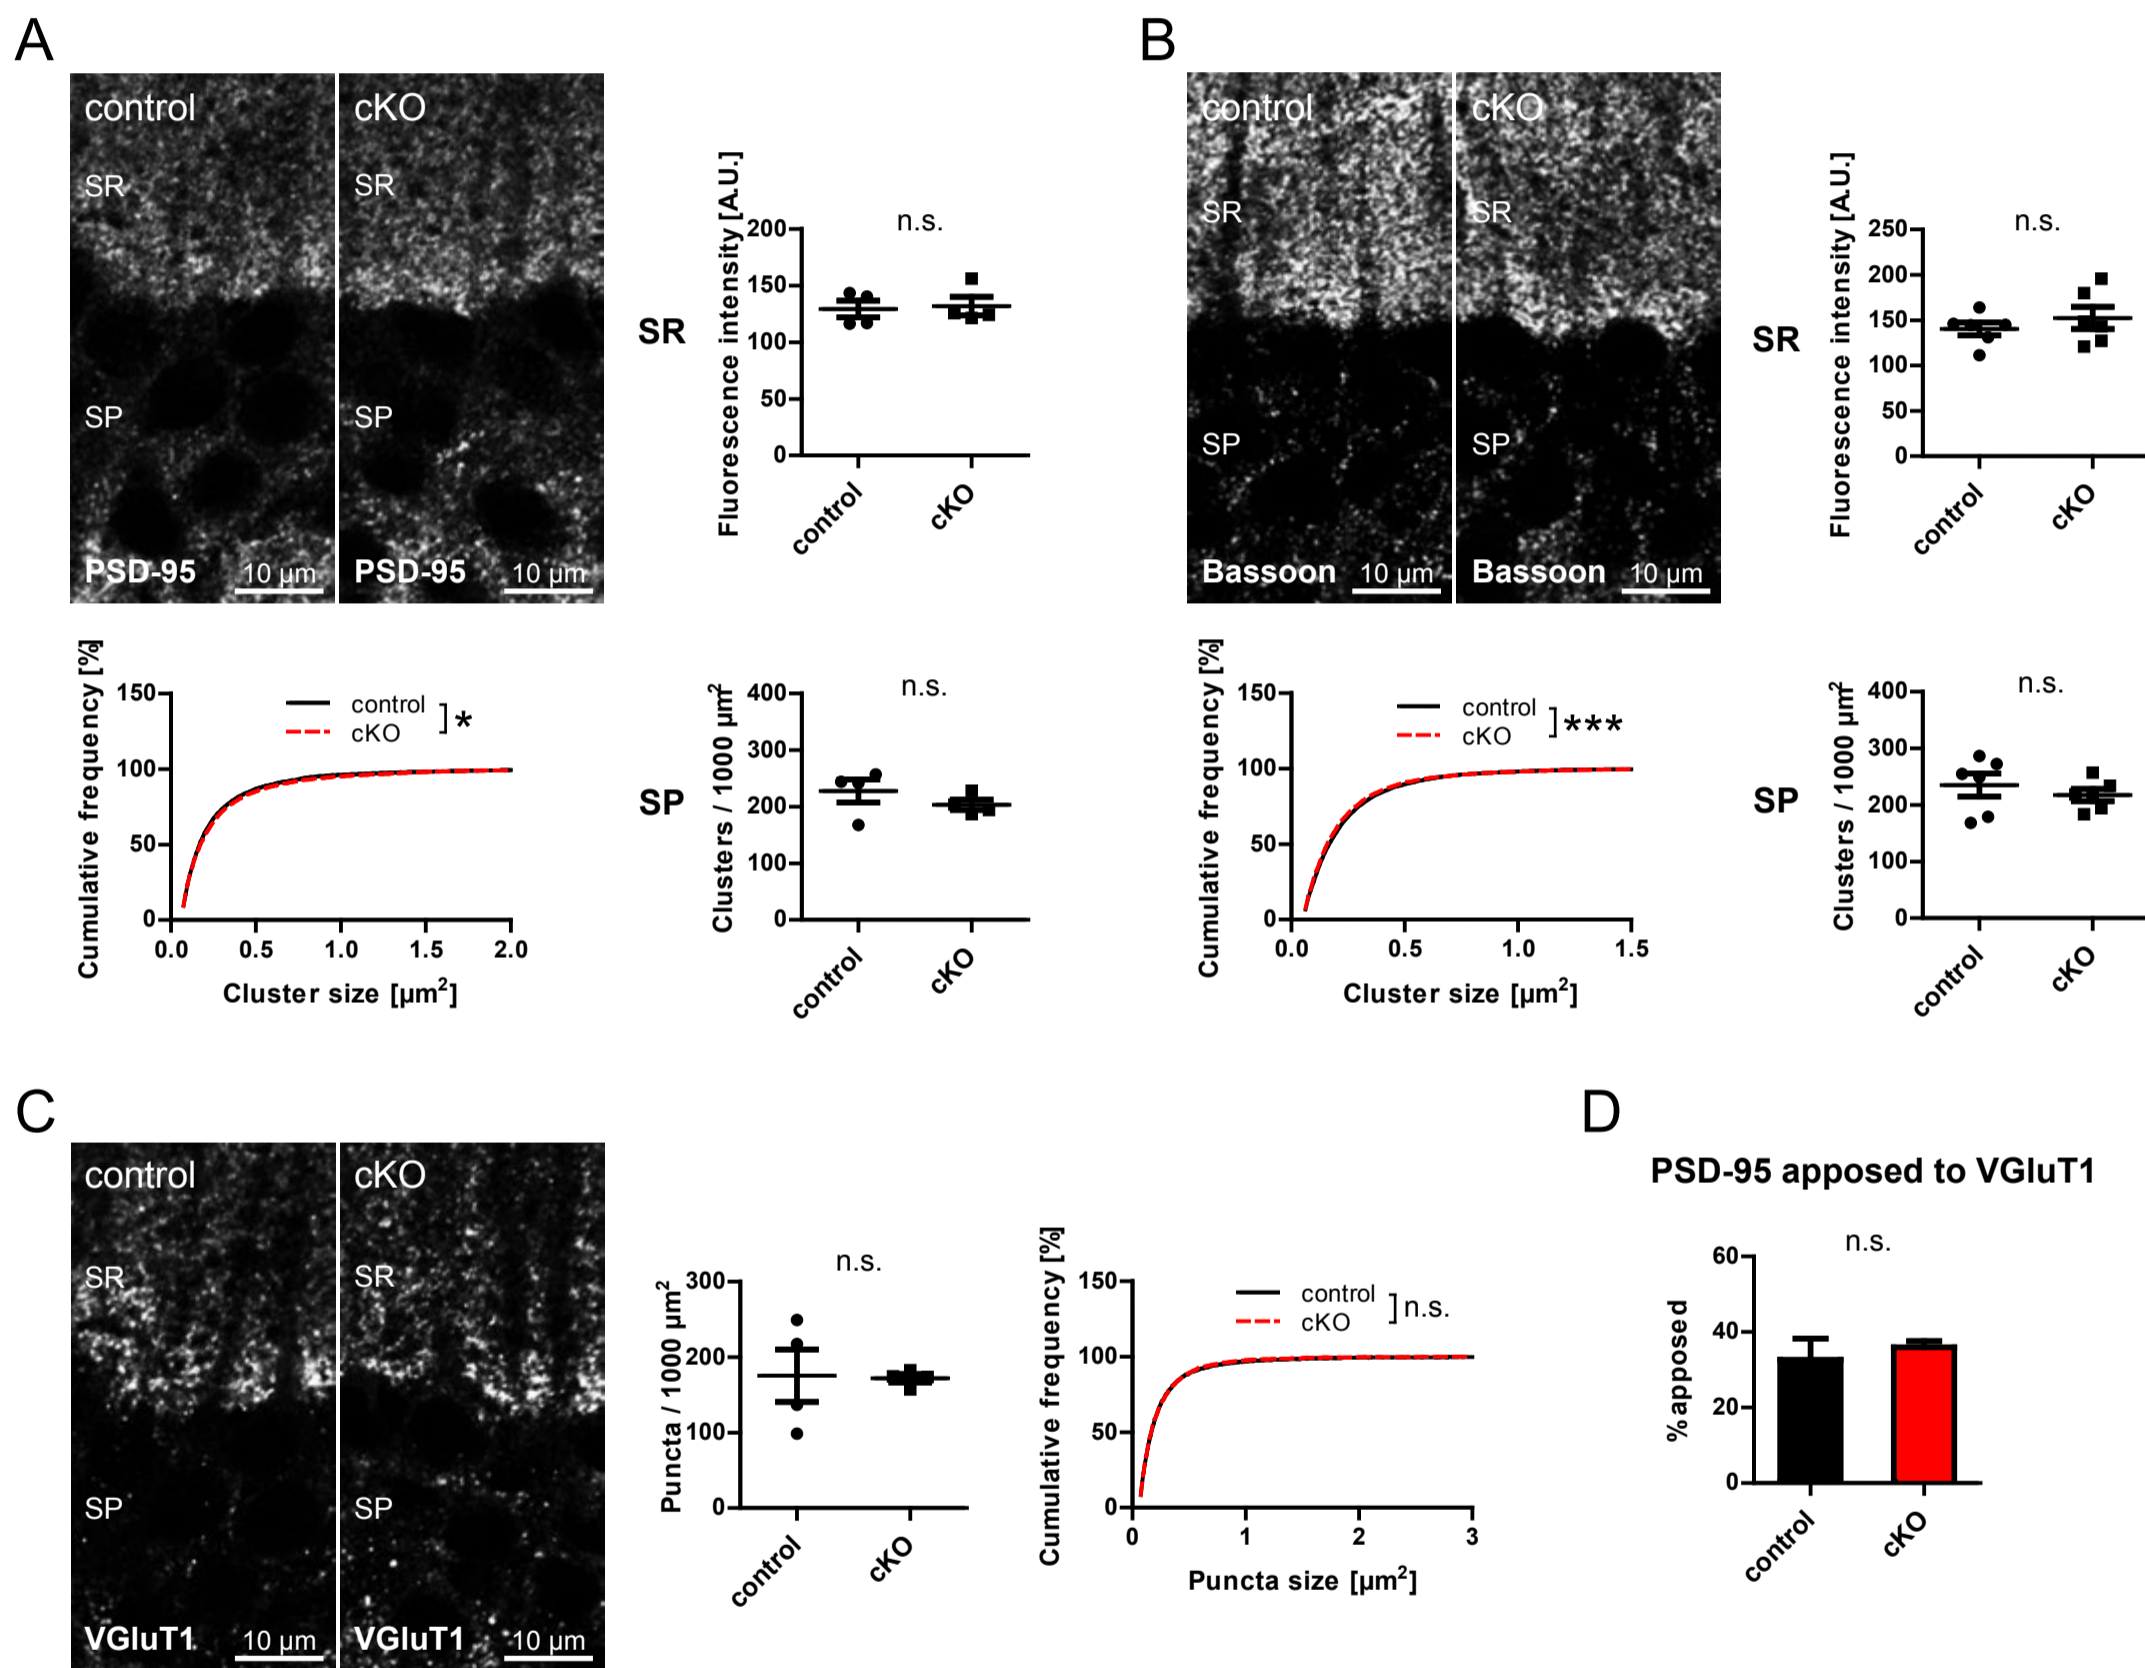 A
control
cKO
SR
SR
SP
SP
PSD-95
10 µm
PSD-95
10 µm
SR
Fluorescence intensity [A.U.]
200
150
100
50
0
n.s.
control
cKO
Cumulative frequency [%]
150
100
50
0
control
cKO
*
0.0
0.5
1.0
1.5
2.0
Cluster size [µm²]
SP
Clusters / 1000 µm²
400
300
200
100
0
n.s.
control
cKO
B
control
cKO
SR
SR
SP
SP
Bassoon
10 µm
Bassoon
10 µm
SR
Fluorescence intensity [A.U.]
250
200
150
100
50
0
n.s.
control
cKO
Cumulative frequency [%]
150
100
50
0
control
cKO
***
0.0
0.5
1.0
1.5
Cluster size [µm²]
SP
Clusters / 1000 µm²
400
300
200
100
0
n.s.
control
cKO
C
control
cKO
SR
SR
SP
SP
VGluT1
10 µm
VGluT1
10 µm
Puncta / 1000 µm²
300
200
100
0
n.s.
control
cKO
Cumulative frequency [%]
150
100
50
0
control
cKO
n.s.
0
1
2
3
Puncta size [µm²]
D
PSD-95 apposed to VGluT1
% apposed
60
40
20
0
n.s.
control
cKO